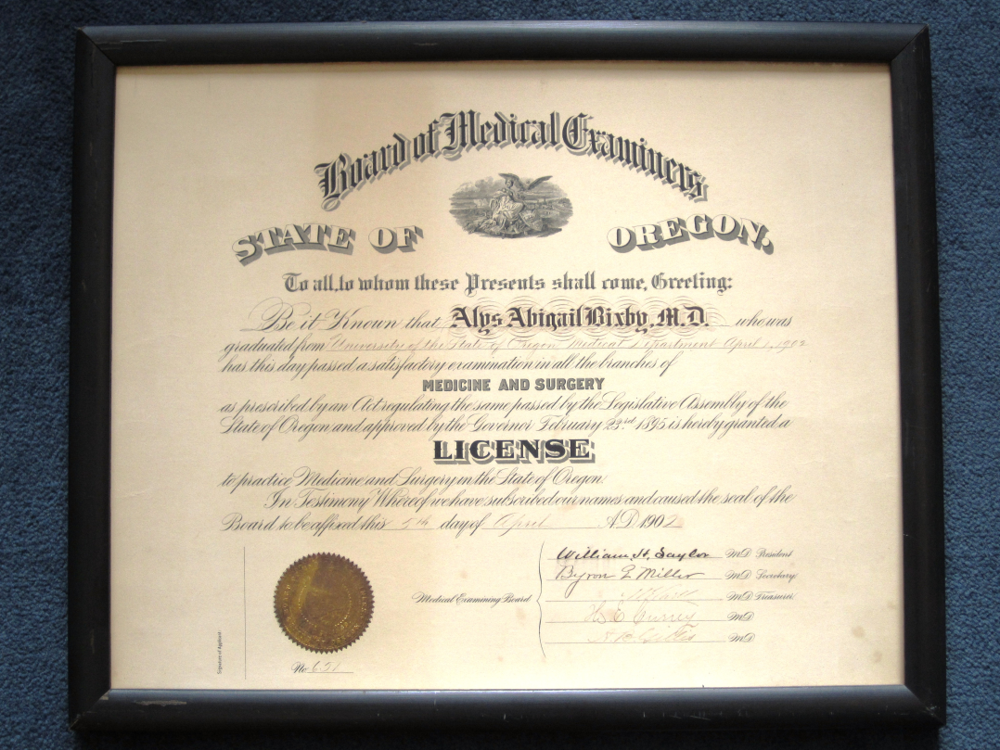 Board of Medical Examiners
STATE OF OREGON.
To all, to whom these Presents shall come, Greeting:
Be it Known that Alys Abigail Bixby, M.D. who was
graduated from University of the State of Oregon Medical Department April 1, 1902
has this day passed a satisfactory examination in all the branches of
MEDICINE AND SURGERY
as prescribed by an Act regulating the same passed by the Legislative Assembly of the
State of Oregon and approved by the Governor February 23rd 1895 is hereby granted a
LICENSE
to practice Medicine and Surgery in the State of Oregon.
In Testimony Whereof we have subscribed our names and caused the seal of the
Board to be affixed this 5th day of April A.D. 1902
William H. Saylor MD President
Byron E Miller MD Secretary
Medical Examining Board
MD Treasurer
MD
MD
Signature of Applicant
No. 651